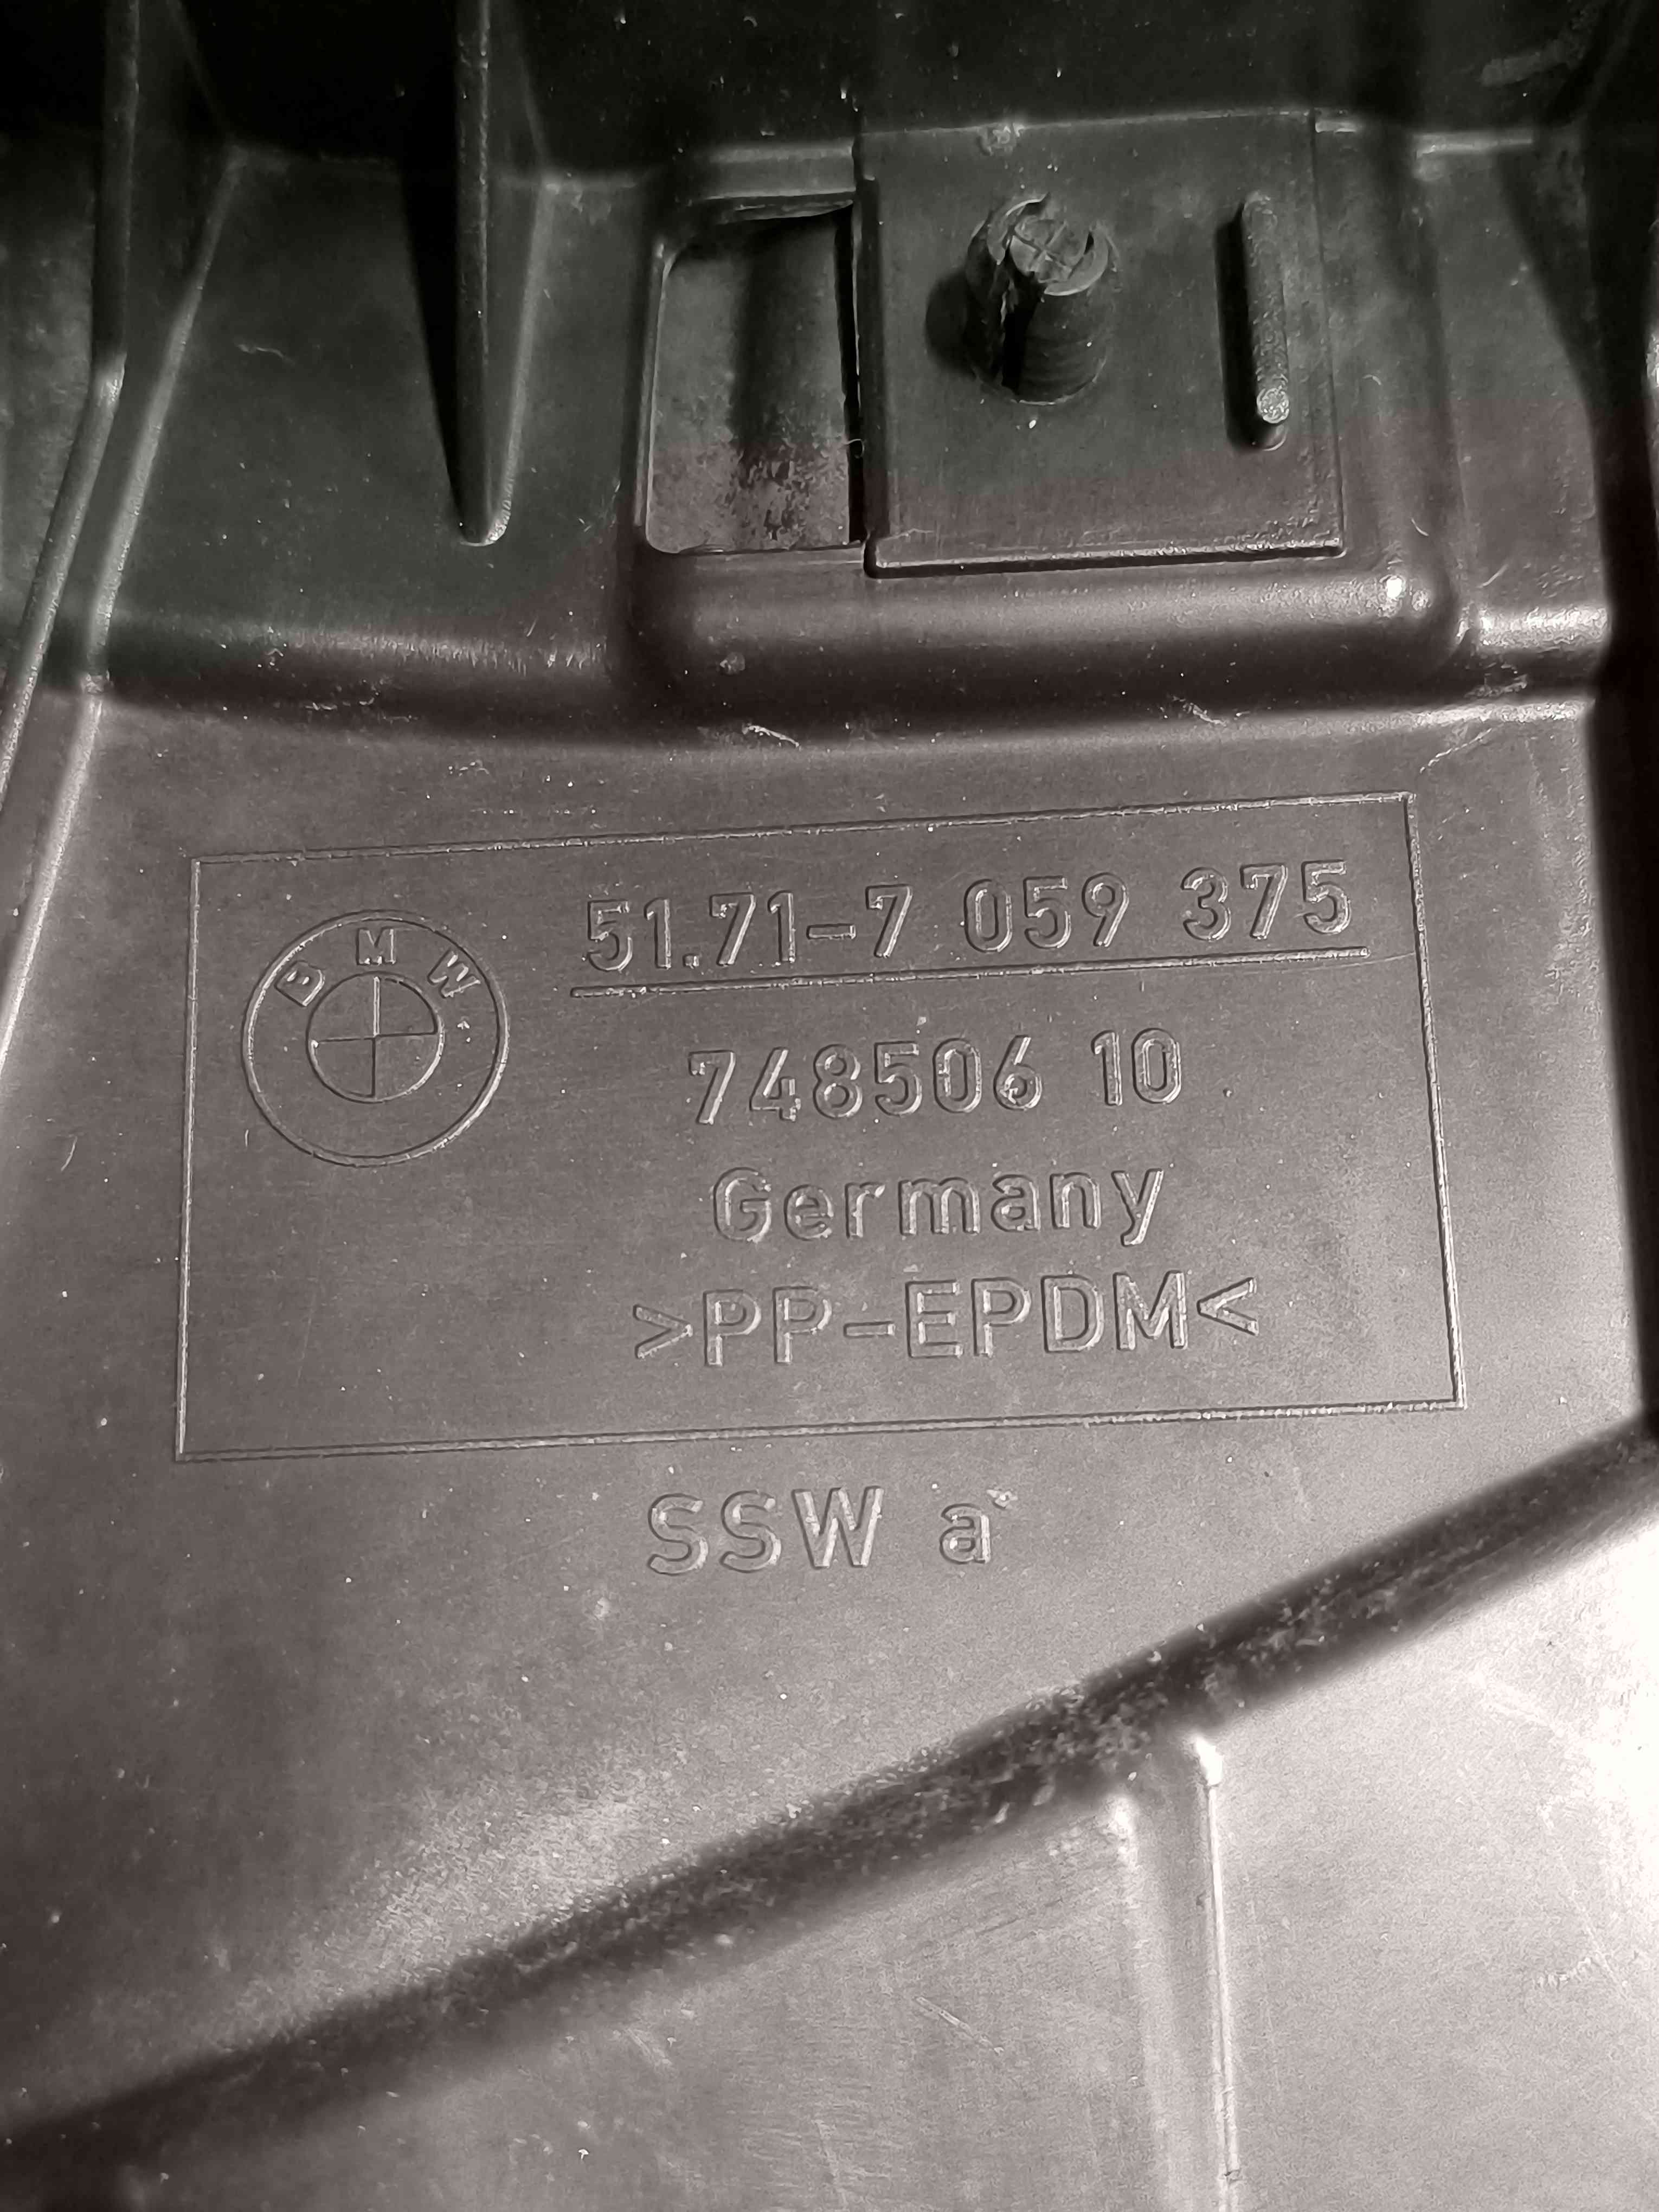 BMW
51.71-7 059 375
748506 10
Germany
>PP-EPDM<
SSW a